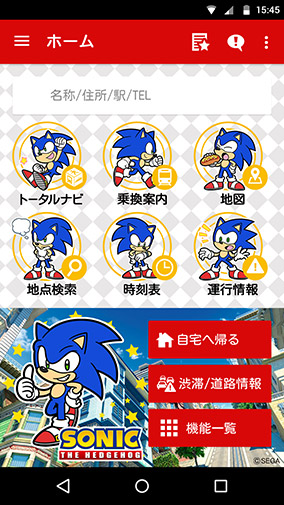 15:45
ホーム
名称/住所/駅/TEL
トータルナビ
乗換案内
地図
地点検索
時刻表
運行情報
自宅へ帰る
渋滞/道路情報
機能一覧
SONIC
THE HEDGEHOG
©SEGA